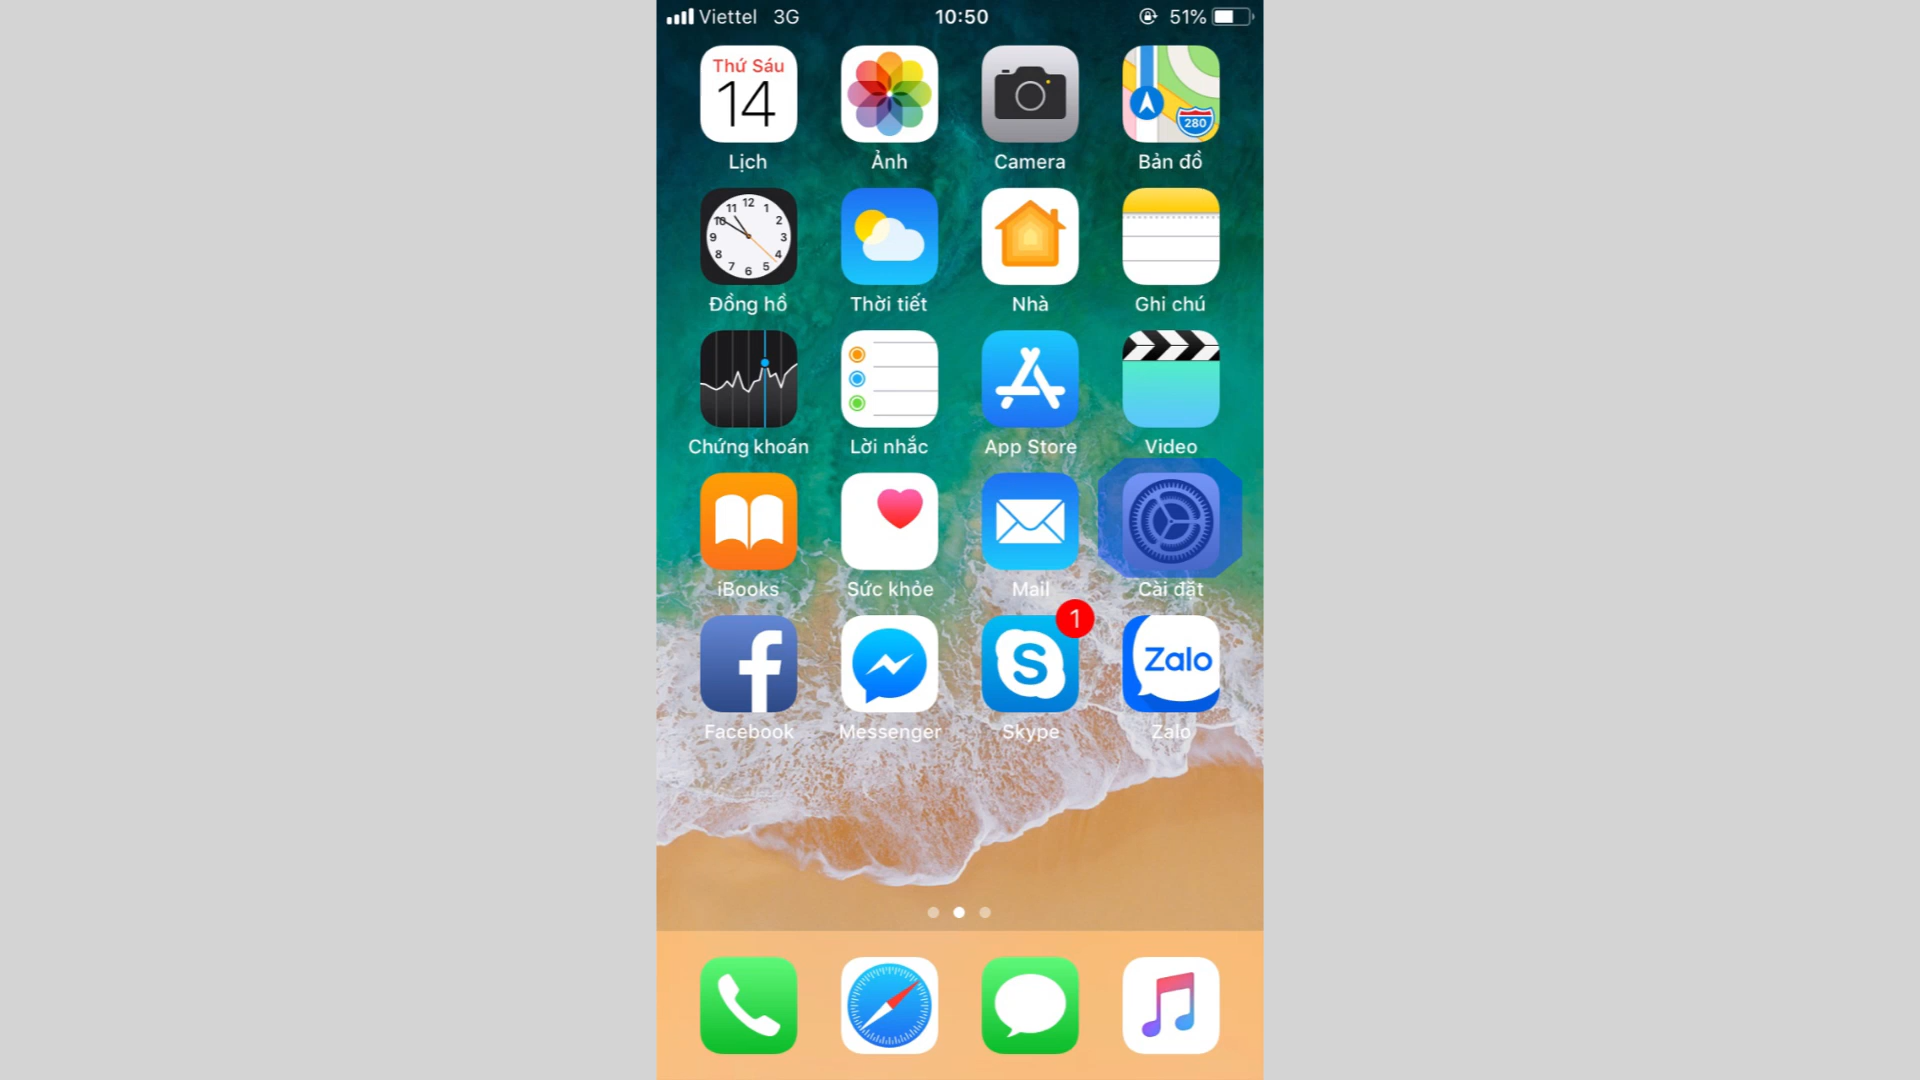 Viettel 3G 10:50 51%
Thứ Sáu
14
280
Lịch Ảnh Camera Bản đồ
12 1 2 3 4 5 6 7 8 9 10 11
Đồng hồ Thời tiết Nhà Ghi chú
Chứng khoán Lời nhắc App Store Video
iBooks Sức khỏe Mail Cài đặt
1
Zalo
Facebook Messenger Skype Zalo